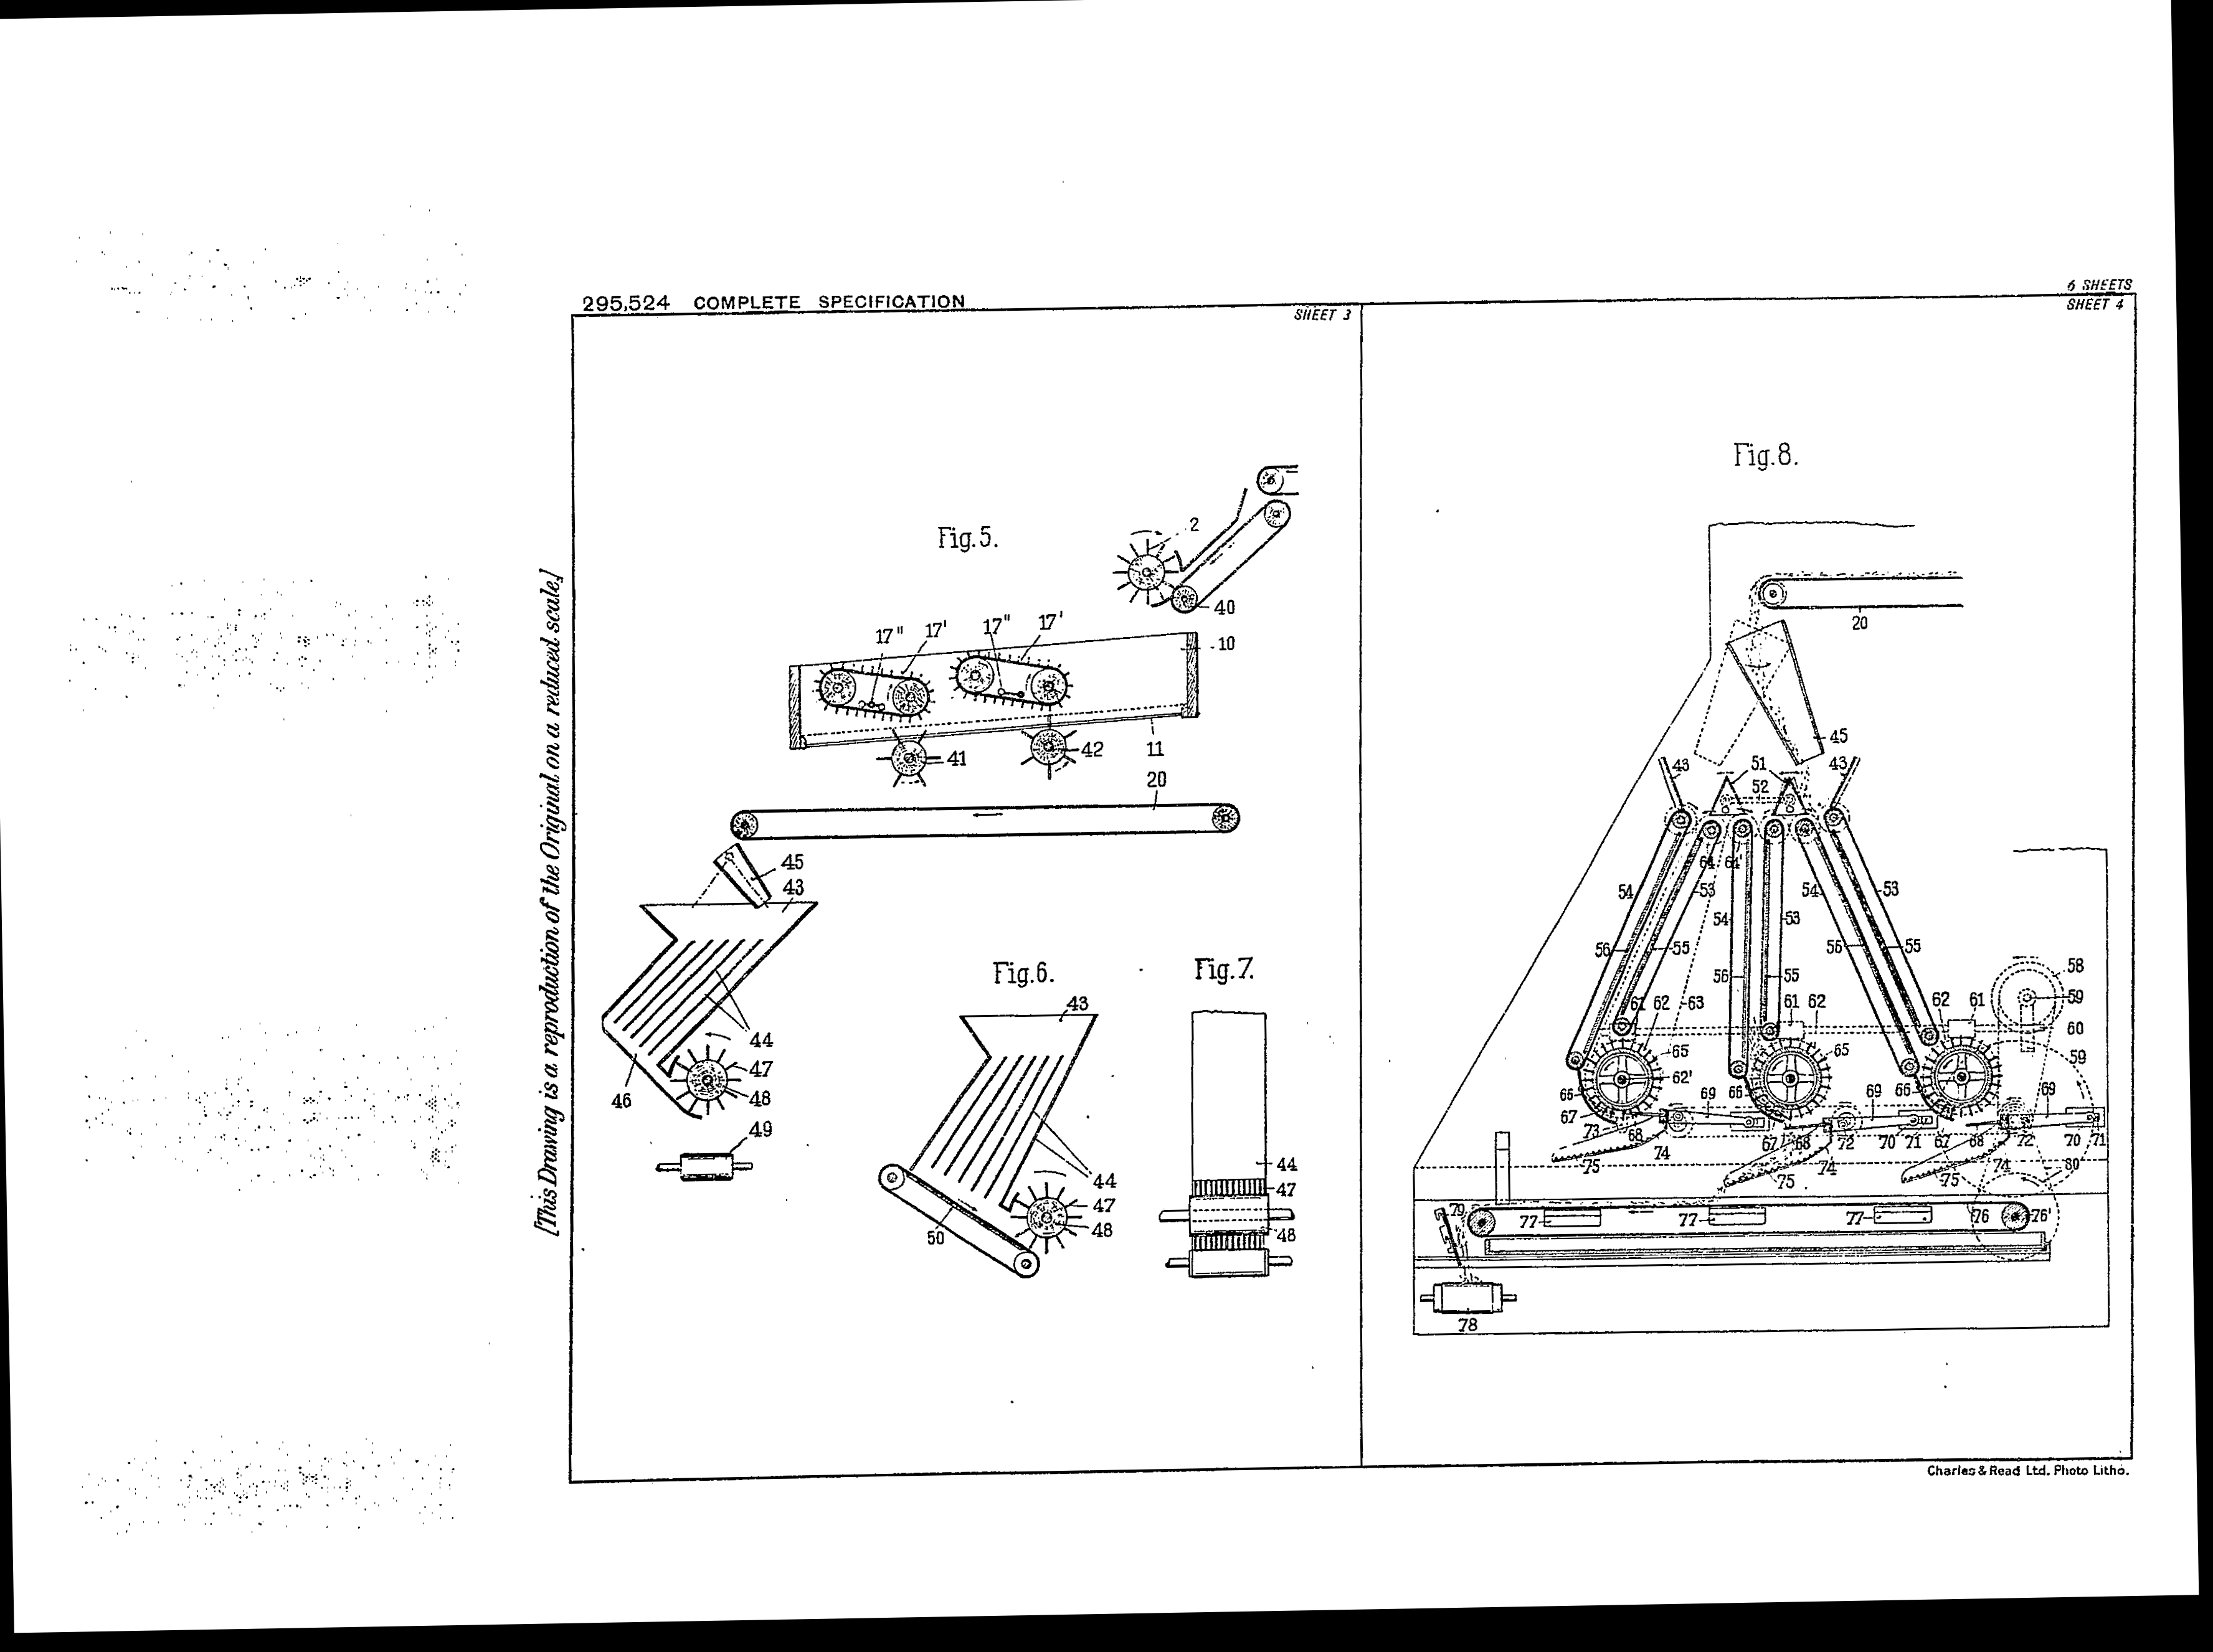 295,524 COMPLETE SPECIFICATION
6 SHEETS
SHEET 3
SHEET 4
[This Drawing is a reproduction of the Original on a reduced scale.]
Fig.5.
2
40
17" 17' 17" 17'
10
41
42
11
20
45
43
44
47
46
48
49
Fig.6.
43
44
47
48
50
Fig.7.
44
47
48
Fig.8.
20
45
43 51 43
52
64 64'
54 53 54 53
54 53
56 55 56 55
56 55
58
61 62 63 61 62 62 61 59
60
65 65 59
62'
66 66 66
69 69 69
67
73 68 67 68 72 70 71 67 68 72 70 71
74 74 74 80
75 75 75
79 77 77 77 76 76'
78
Charles & Read Ltd. Photo Litho.